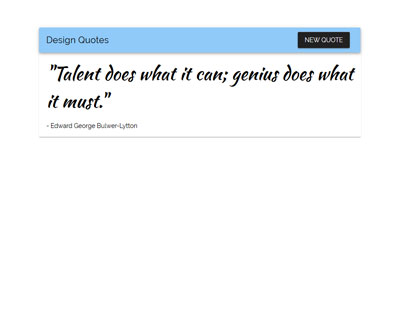 Design Quotes
NEW QUOTE
"Talent does what it can; genius does what
it must."
- Edward George Bulwer-Lytton